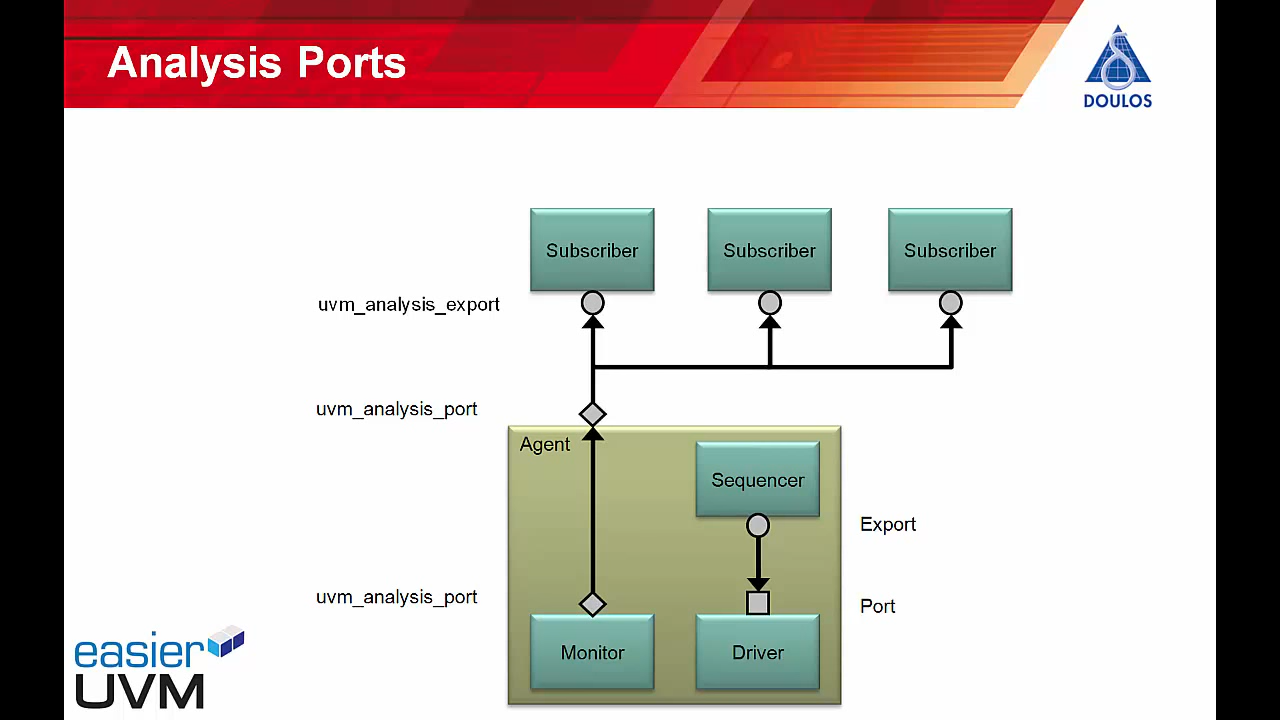 Analysis Ports
DOULOS
Subscriber
Subscriber
Subscriber
uvm_analysis_export
uvm_analysis_port
Agent
Sequencer
Export
uvm_analysis_port
Port
Monitor
Driver
easier
UVM